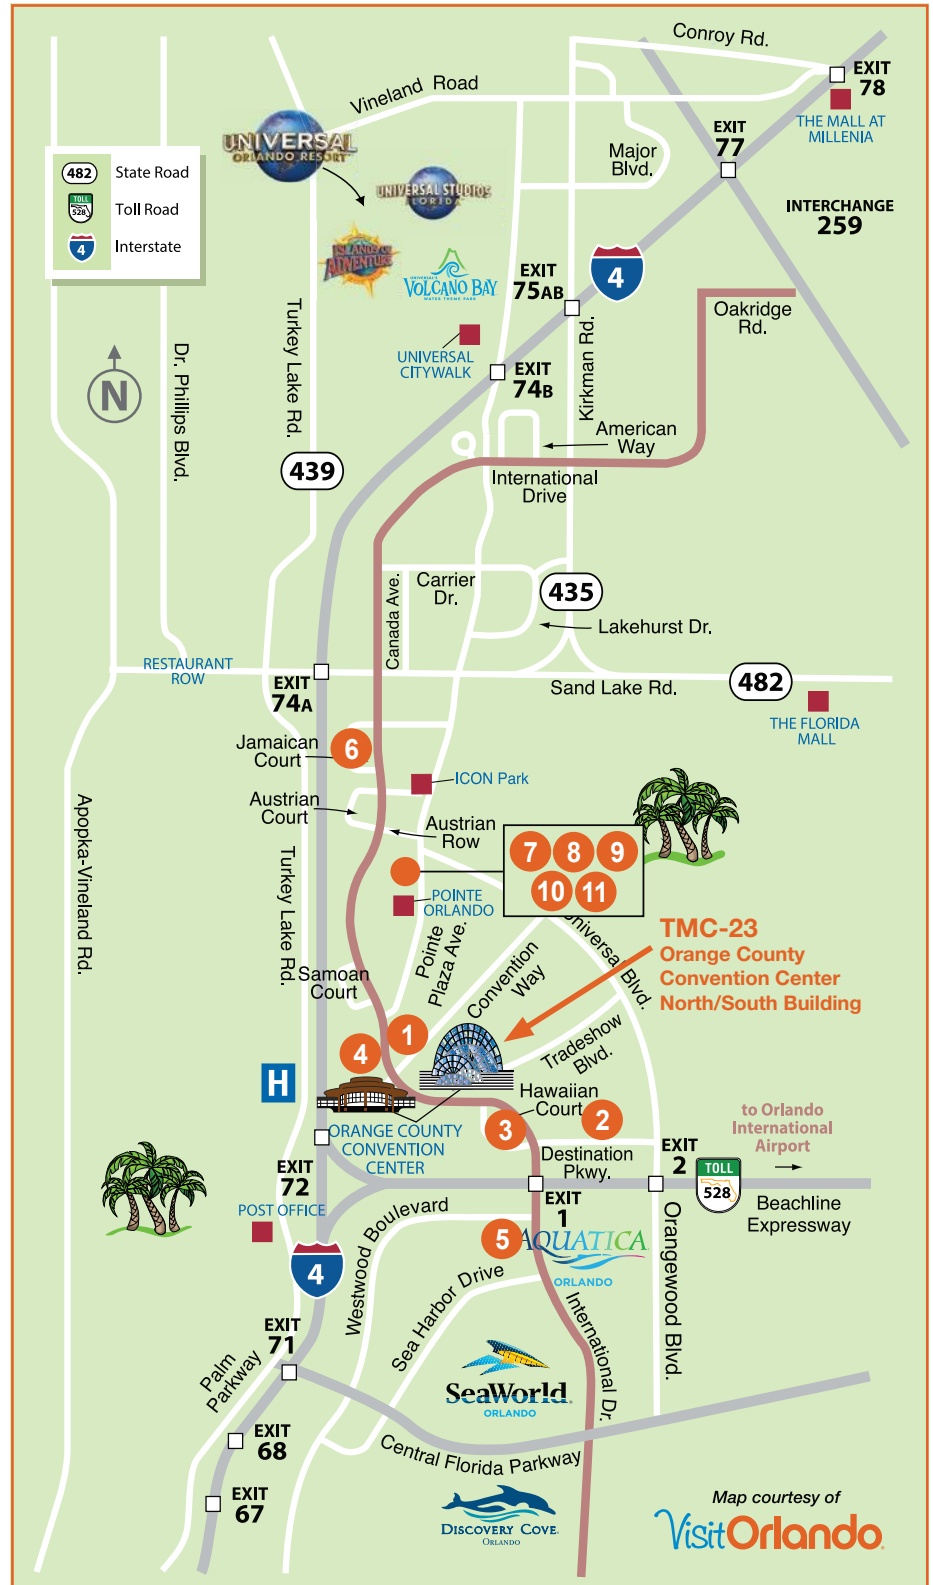 Conroy Rd.
EXIT
78
THE MALL AT
MILLENIA
Vineland Road
EXIT
77
Major
Blvd.
UNIVERSAL
ORLANDO RESORT
482 State Road
TOLL
528 Toll Road
4 Interstate
UNIVERSAL STUDIOS
FLORIDA
ISLANDS OF
ADVENTURE
UNIVERSAL'S
VOLCANO BAY
WATER THEME PARK
INTERCHANGE
259
EXIT
75AB
4
Oakridge
Rd.
Turkey Lake Rd.
Dr. Phillips Blvd.
N
UNIVERSAL
CITYWALK
EXIT
74B
Kirkman Rd.
American
Way
439
International
Drive
Canada Ave.
Carrier
Dr.
435
Lakehurst Dr.
RESTAURANT
ROW
EXIT
74A
Sand Lake Rd.
482
THE FLORIDA
MALL
Jamaican
Court
6
ICON Park
Austrian
Court
Austrian
Row
7 8 9
10 11
Apopka-Vineland Rd.
Turkey Lake Rd.
POINTE
ORLANDO
Universal Blvd.
TMC-23
Orange County
Convention Center
North/South Building
Pointe
Plaza Ave.
Convention
Way
Samoan
Court
1
4
Tradeshow
Blvd.
H
Hawaiian
Court
2
3
ORANGE COUNTY
CONVENTION
CENTER
to Orlando
International
Airport
Destination
Pkwy.
EXIT
2
TOLL
528
Beachline
Expressway
EXIT
72
POST OFFICE
EXIT
1
5
AQUATICA
ORLANDO
4
Westwood Boulevard
Sea Harbor Drive
International Dr.
Orangewood Blvd.
EXIT
71
Palm
Parkway
SeaWorld
ORLANDO
EXIT
68
Central Florida Parkway
EXIT
67
DISCOVERY COVE
ORLANDO
Map courtesy of
VisitOrlando